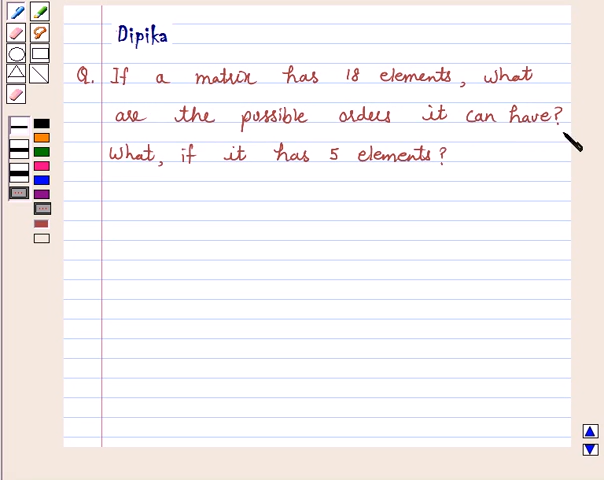 Dipika
Q. If a matrix has 18 elements, what
are the possible orders it can have?
What, if it has 5 elements?